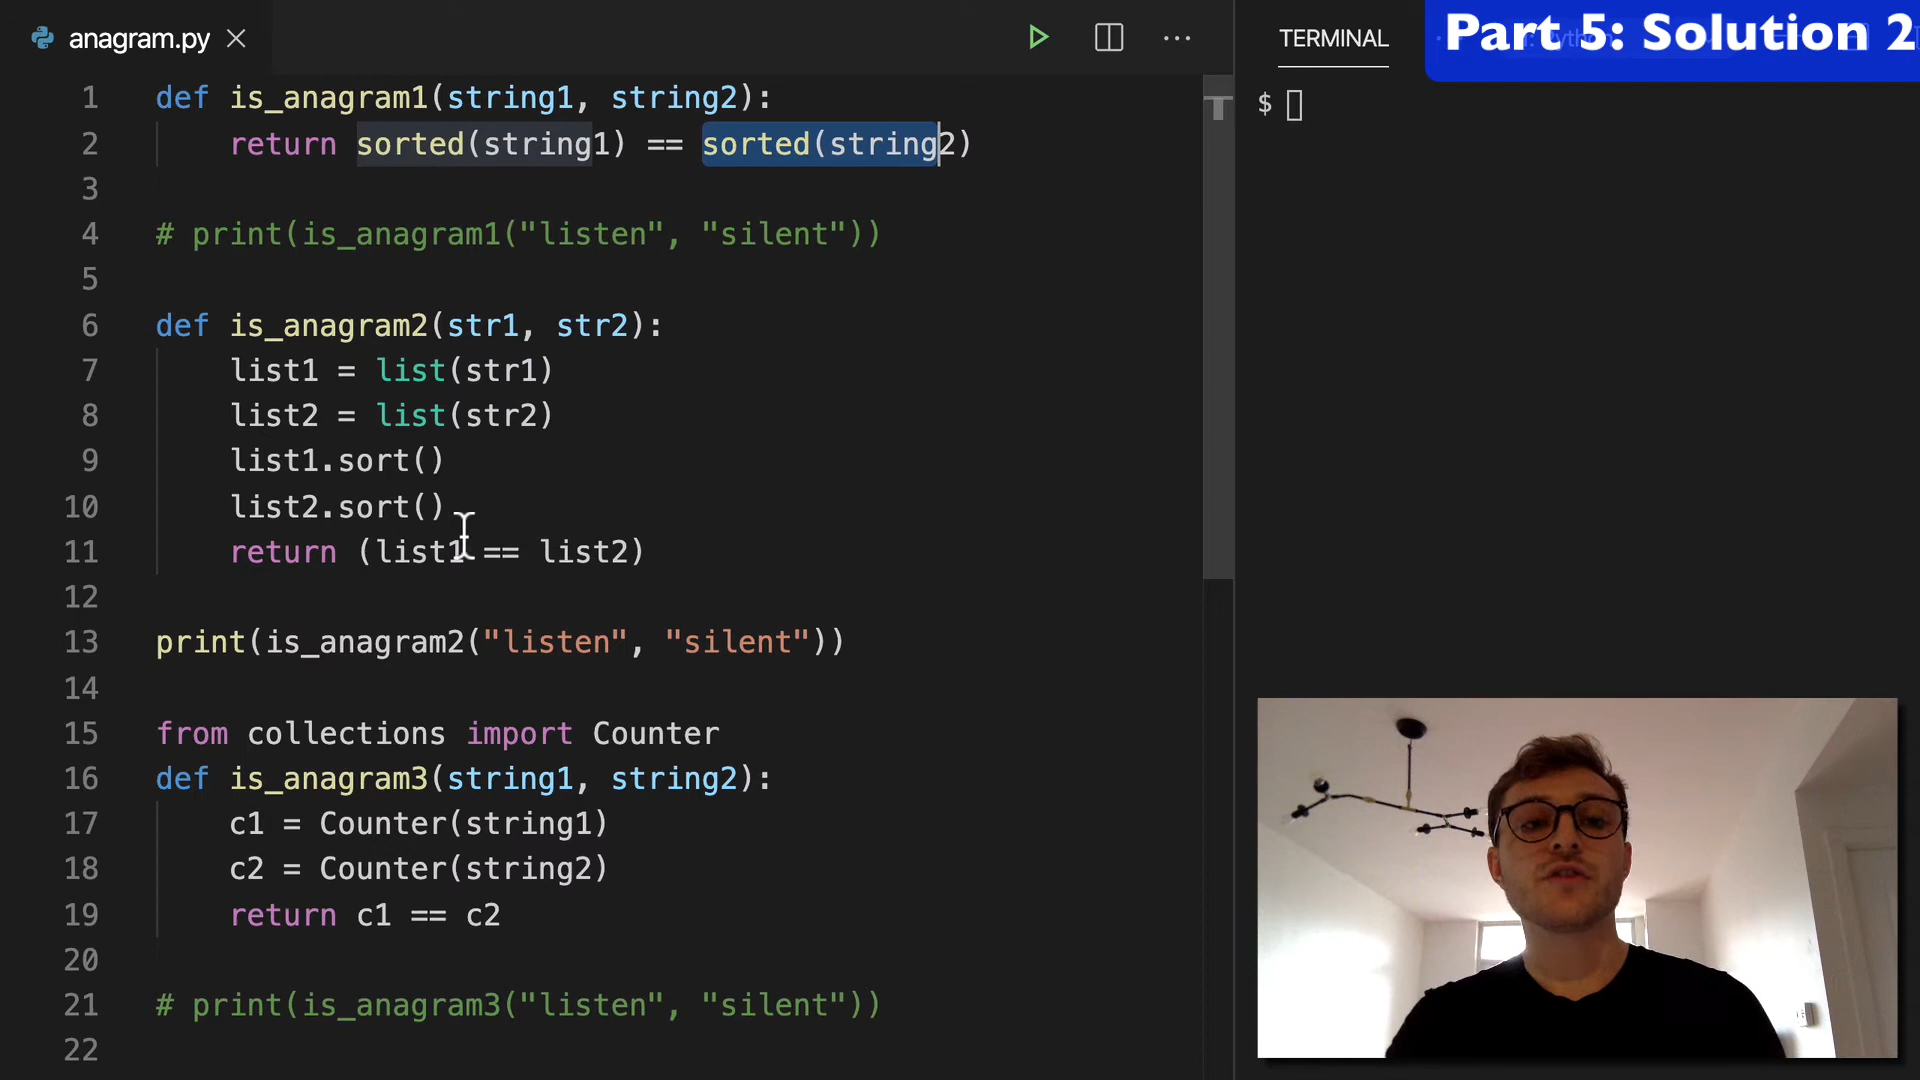 anagram.py
TERMINAL
Part 5: Solution 2
$
1 def is_anagram1(string1, string2):
2 return sorted(string1) == sorted(string2)
3
4 # print(is_anagram1("listen", "silent"))
5
6 def is_anagram2(str1, str2):
7 list1 = list(str1)
8 list2 = list(str2)
9 list1.sort()
10 list2.sort()
11 return (list1 == list2)
12
13 print(is_anagram2("listen", "silent"))
14
15 from collections import Counter
16 def is_anagram3(string1, string2):
17 c1 = Counter(string1)
18 c2 = Counter(string2)
19 return c1 == c2
20
21 # print(is_anagram3("listen", "silent"))
22